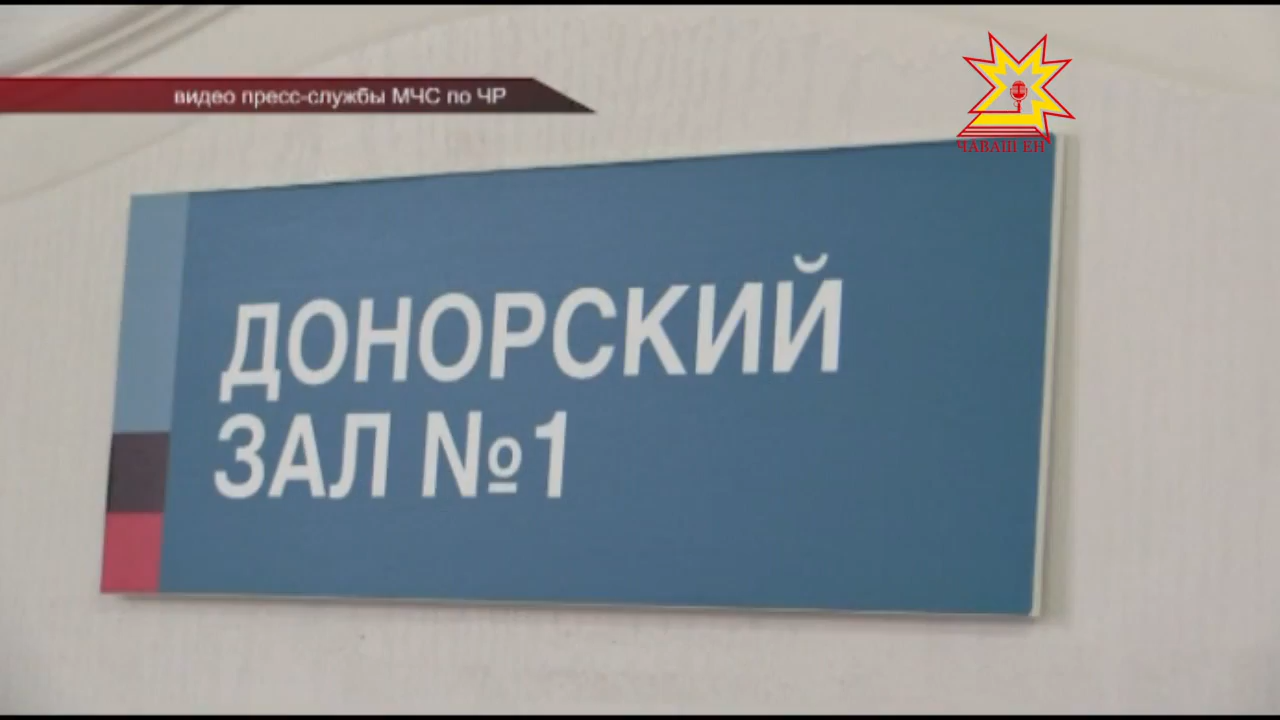 видео пресс-службы МЧС по ЧР
ЧАВАШ ЕН
ДОНОРСКИЙ
ЗАЛ №1